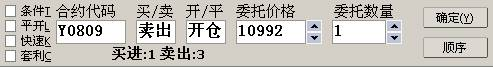 条件T 合约代码 买/卖 开/平 委托价格 委托数量
平开L Y0809 卖出 开仓 10992 1 确定(Y)
快速K
套利C 买进:1 卖出:3 顺序